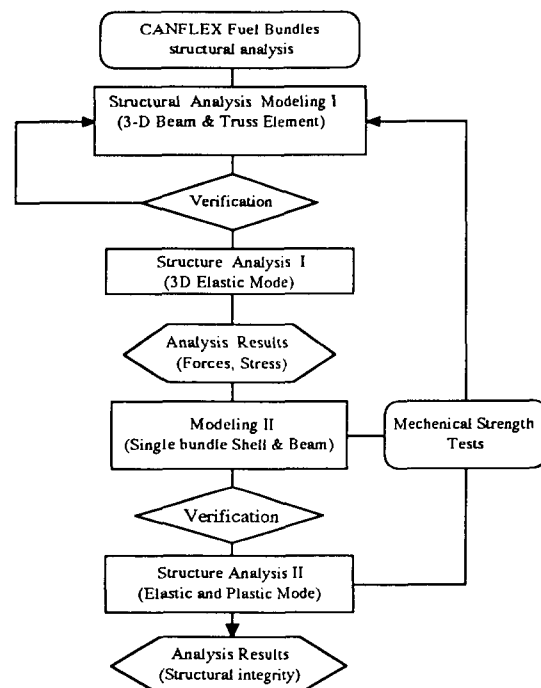 CANFLEX Fuel Bundles
structural analysis
Structural Analysis Modeling I
(3-D Beam & Truss Element)
Verification
Structure Analysis I
(3D Elastic Mode)
Analysis Results
(Forces, Stress)
Modeling II
(Single bundle Shell & Beam)
Mechenical Strength
Tests
Verification
Structure Analysis II
(Elastic and Plastic Mode)
Analysis Results
(Structural integrity)